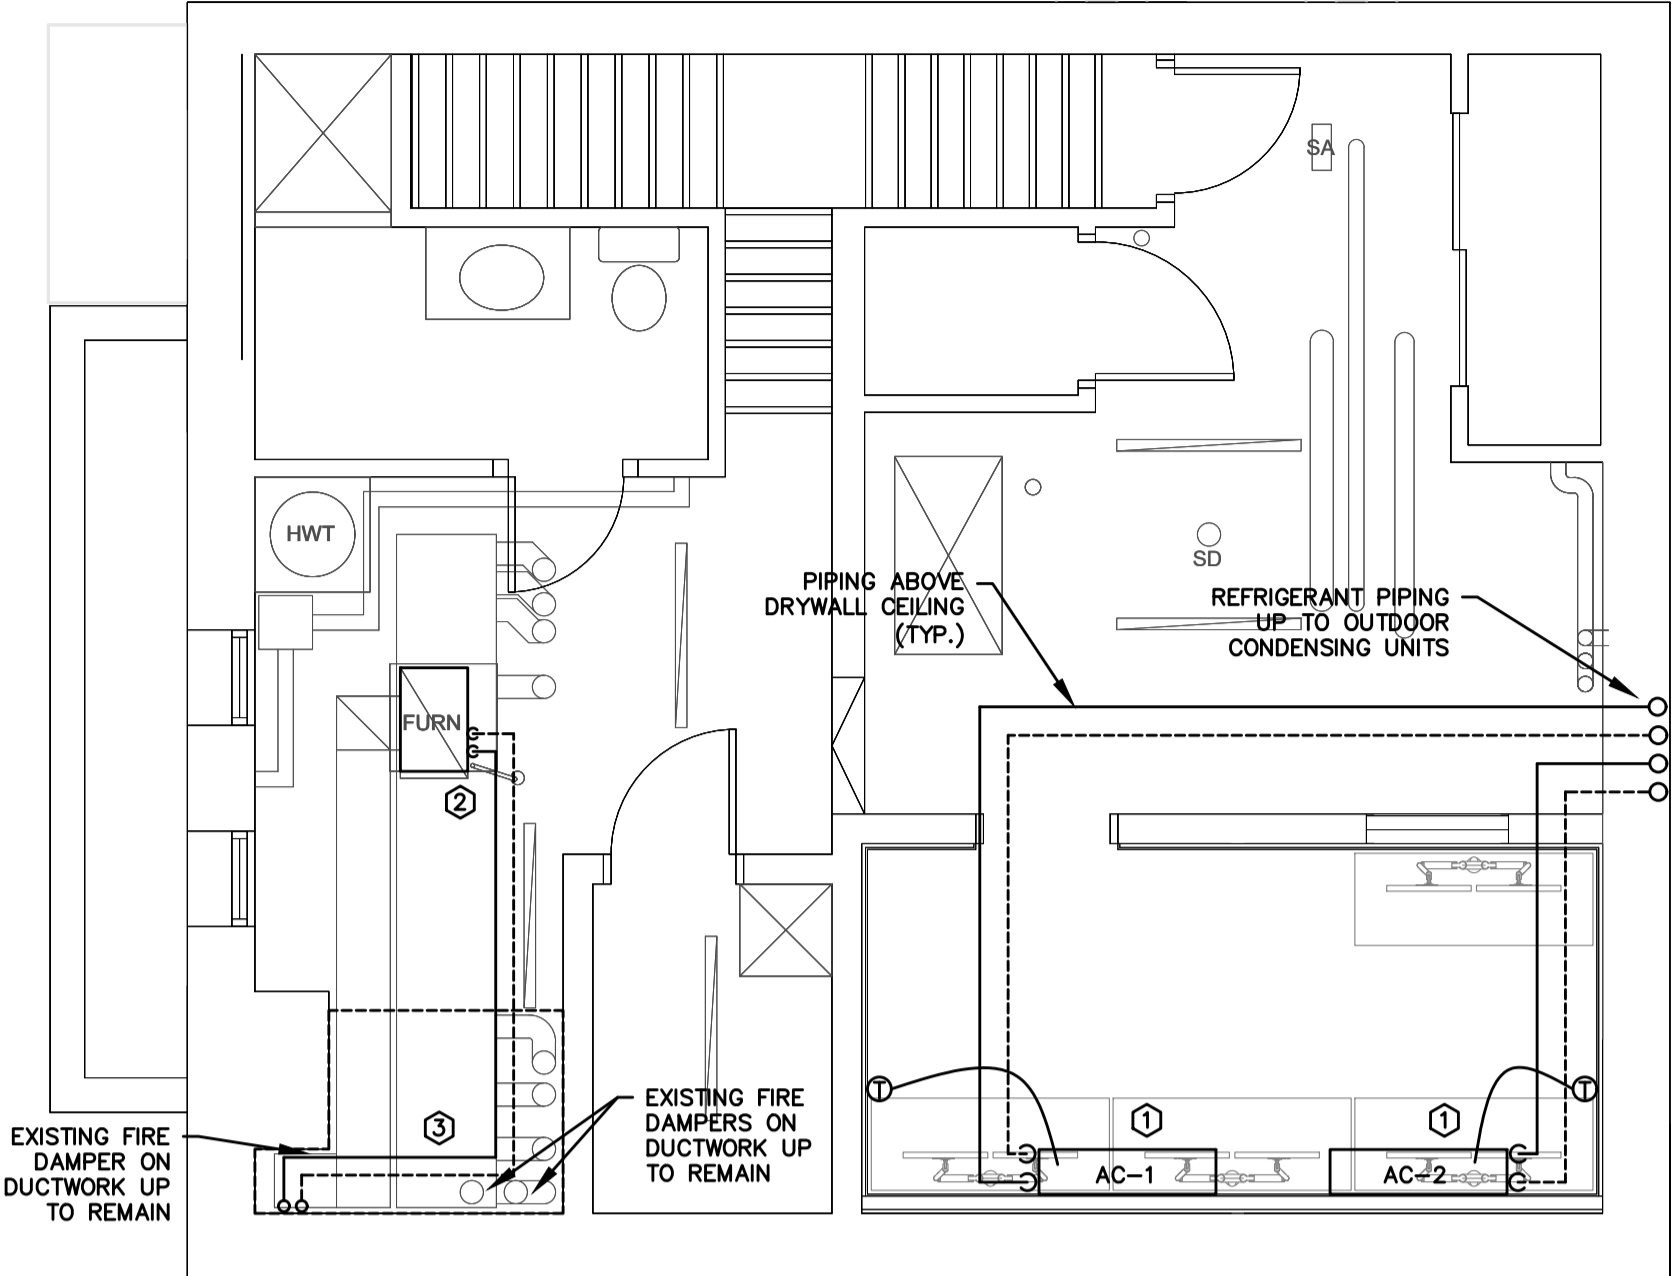 SA
HWT
SD
PIPING ABOVE
DRYWALL CEILING
(TYP.)
REFRIGERANT PIPING
UP TO OUTDOOR
CONDENSING UNITS
FURN
2
T
T
EXISTING FIRE
DAMPERS ON
DUCTWORK UP
TO REMAIN
3
1
1
EXISTING FIRE
DAMPER ON
DUCTWORK UP
TO REMAIN
AC-1
AC-2